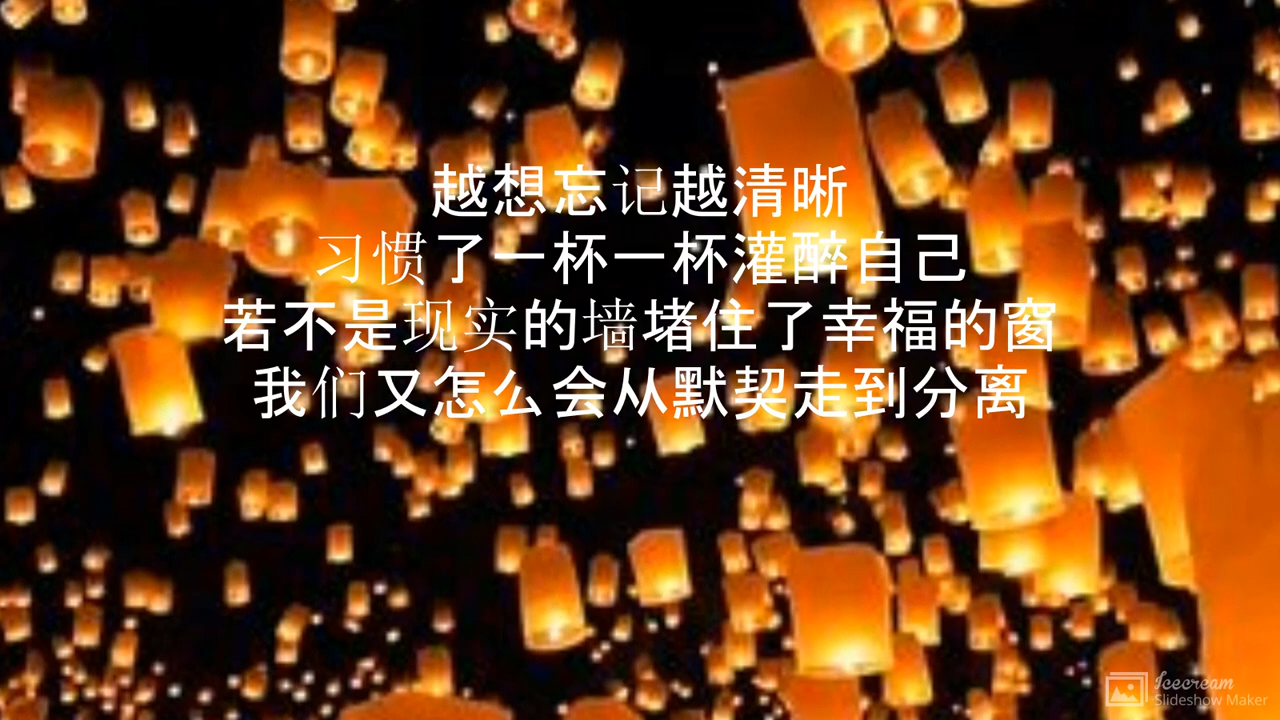 越想忘记越清晰
习惯了一杯一杯灌醉自己
若不是现实的墙堵住了幸福的窗
我们又怎么会从默契走到分离
Icecream
Slideshow Maker